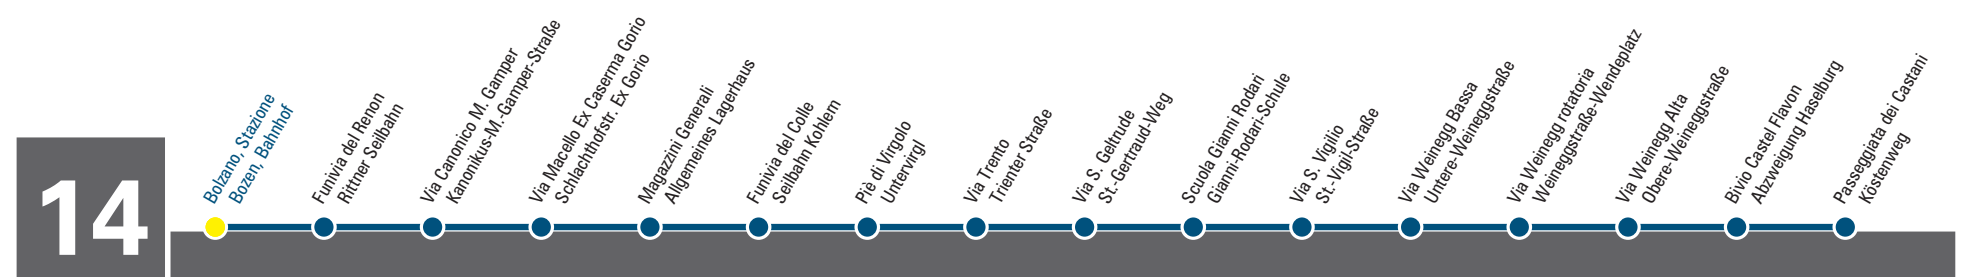 14
Bolzano, Stazione
Bozen, Bahnhof
Funivia del Renon
Rittner Seilbahn
Via Canonico M. Gamper
Kanonikus-M.-Gamper-Straße
Via Macello Ex Caserma Gorio
Schlachthofstr. Ex Gorio
Magazzini Generali
Allgemeines Lagerhaus
Funivia del Colle
Seilbahn Kohlern
Piè di Virgolo
Untervirgl
Via Trento
Trienter Straße
Via S. Geltrude
St.-Gertraud-Weg
Scuola Gianni Rodari
Gianni-Rodari-Schule
Via S. Vigilio
St.-Vigil-Straße
Via Weinegg Bassa
Untere-Weineggstraße
Via Weinegg rotatoria
Weineggstraße-Wendeplatz
Via Weinegg Alta
Obere-Weineggstraße
Bivio Castel Flavon
Abzweigung Haselburg
Passeggiata dei Castani
Köstenweg